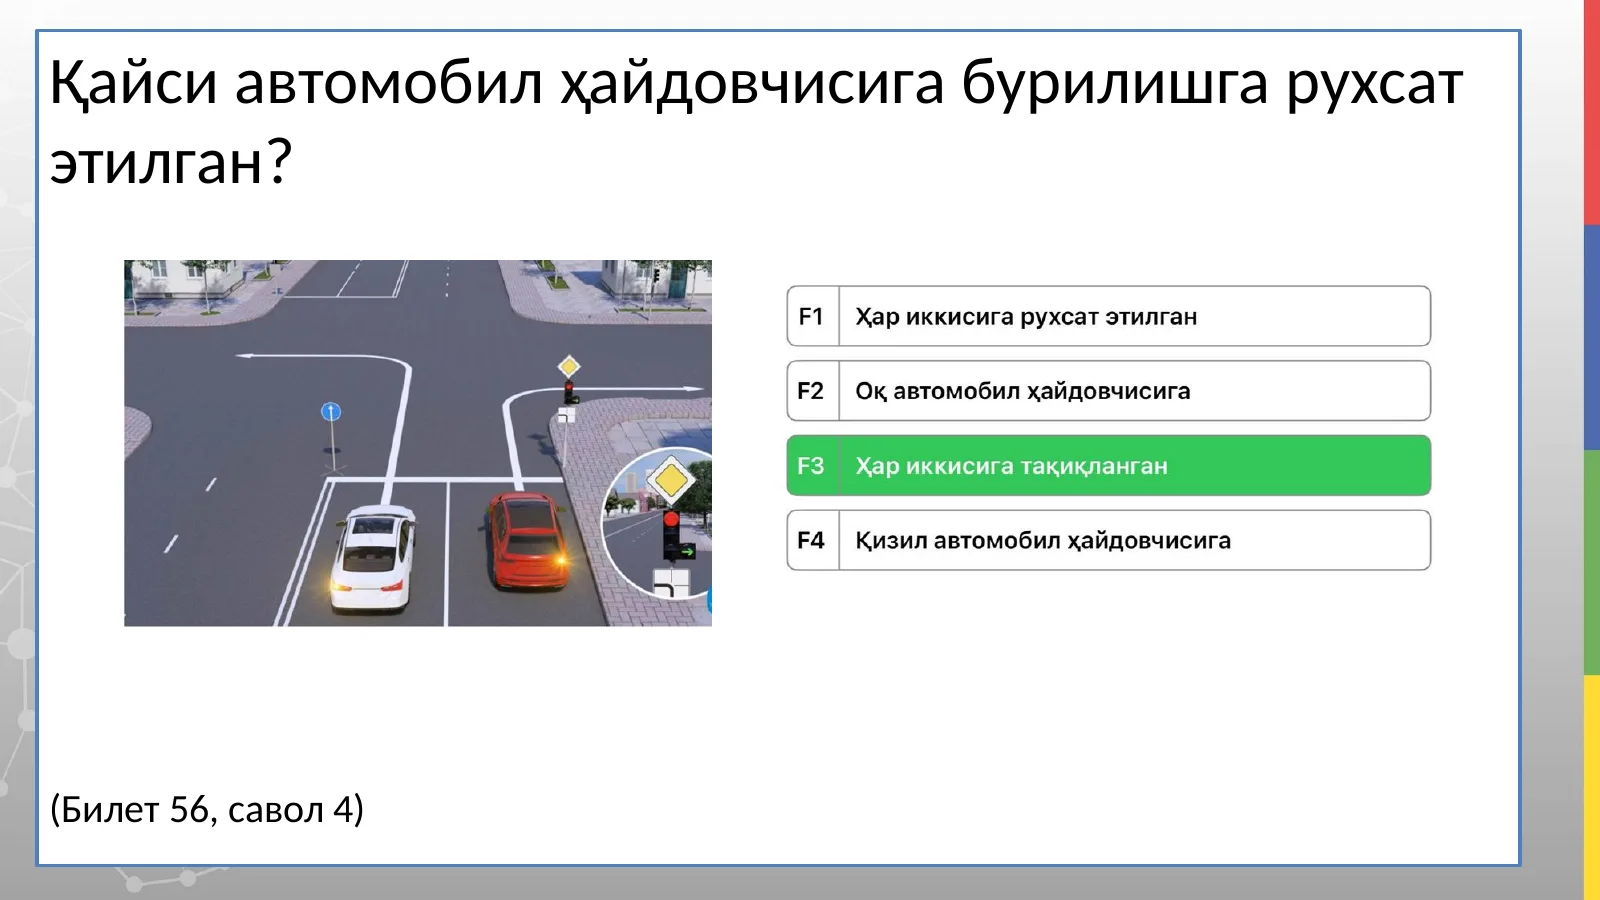 Қайси автомобил ҳайдовчисига бурилишга рухсат
этилган?
F1 Ҳар иккисига рухсат этилган
F2 Оқ автомобил ҳайдовчисига
F3 Ҳар иккисига тақиқланган
F4 Қизил автомобил ҳайдовчисига
(Билет 56, савол 4)